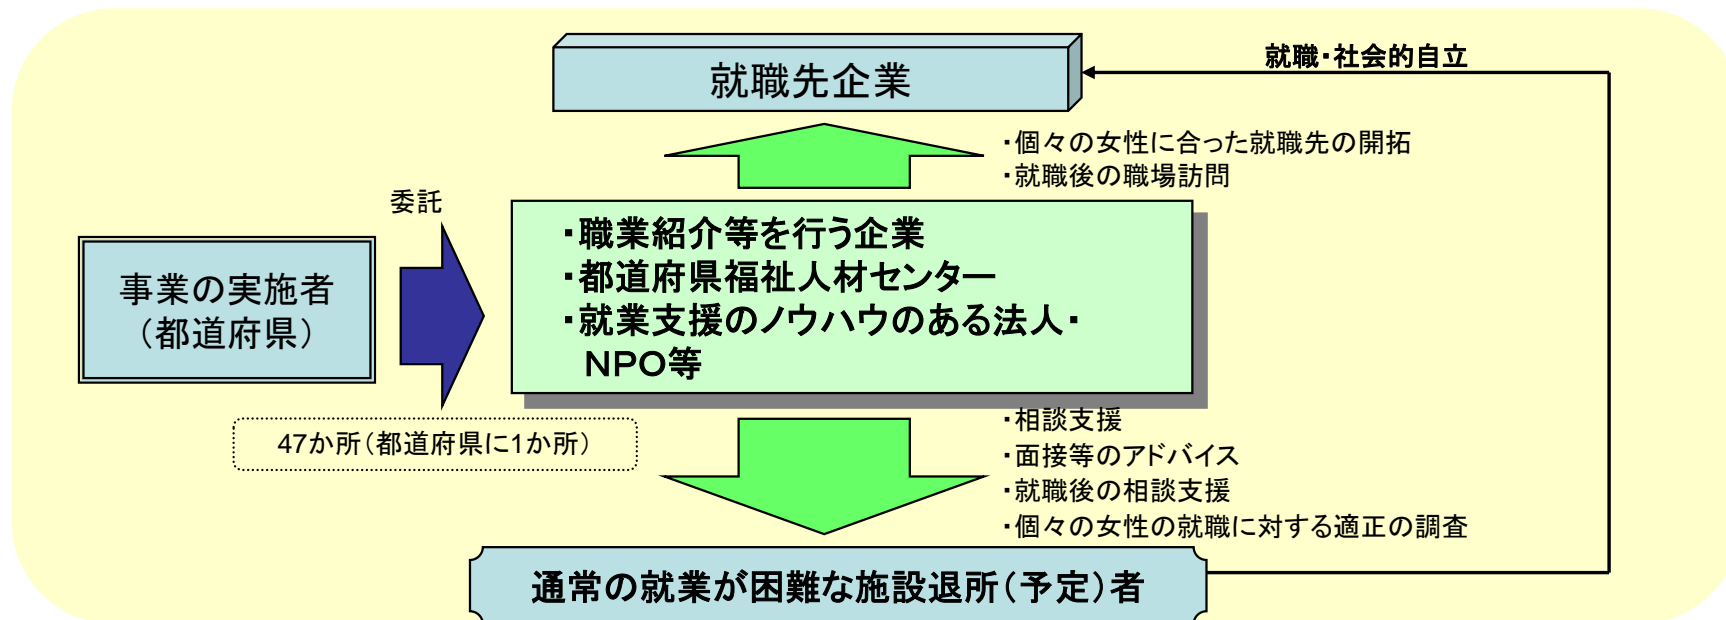 就職先企業
就職・社会的自立
・個々の女性に合った就職先の開拓
・就職後の職場訪問
委託
事業の実施者
（都道府県）
・職業紹介等を行う企業
・都道府県福祉人材センター
・就業支援のノウハウのある法人・
NPO等
47か所（都道府県に1か所）
・相談支援
・面接等のアドバイス
・就職後の相談支援
・個々の女性の就職に対する適正の調査
通常の就業が困難な施設退所（予定）者